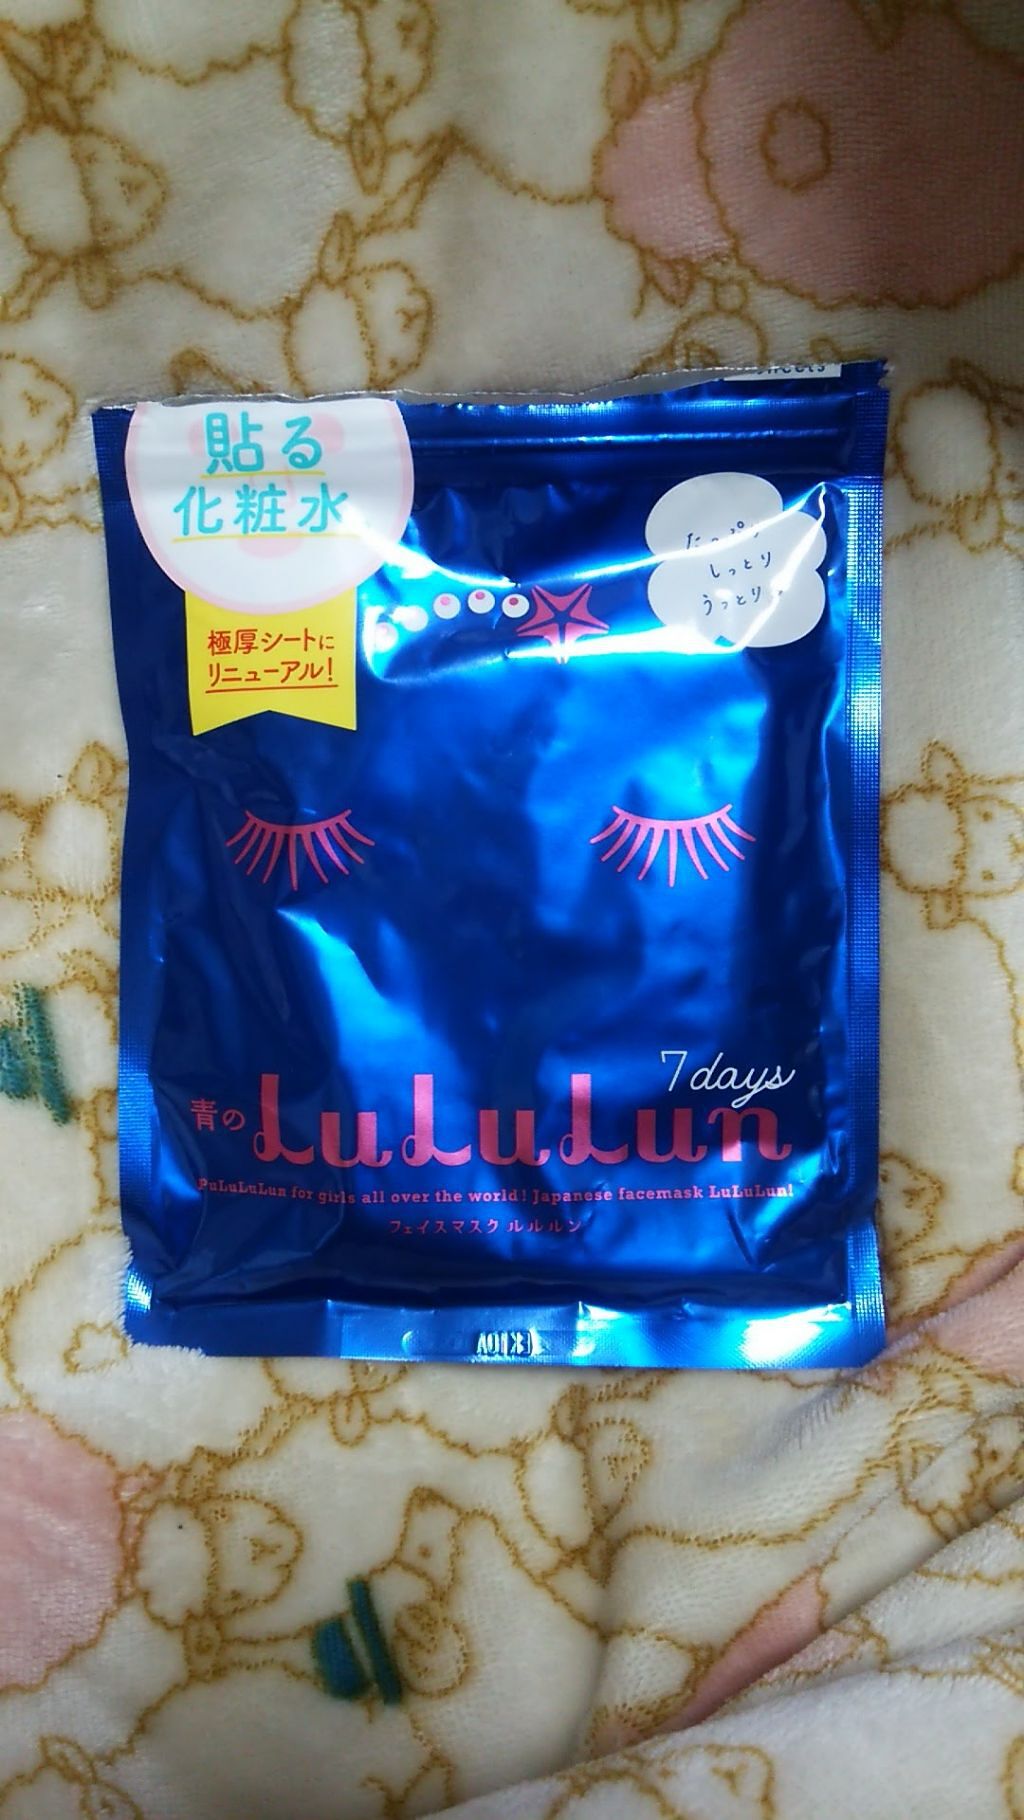 貼る
化粧水
極厚シートに
リニューアル!
たっぷり
しっとり
うっとり
7days
青の LuLuLun
PuLuLuLun for girls all over the world! Japanese facemask LuLuLun!
フェイスマスク ルルルン